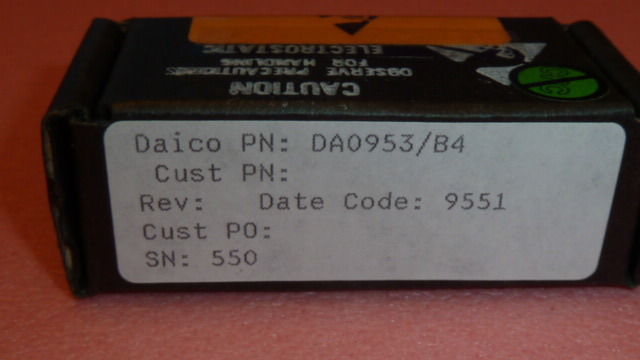 CAUTION
OBSERVE PRECAUTIONS
FOR HANDLING
ELECTROSTATIC
Daico PN: DA0953/B4
Cust PN:
Rev: Date Code: 9551
Cust PO:
SN: 550